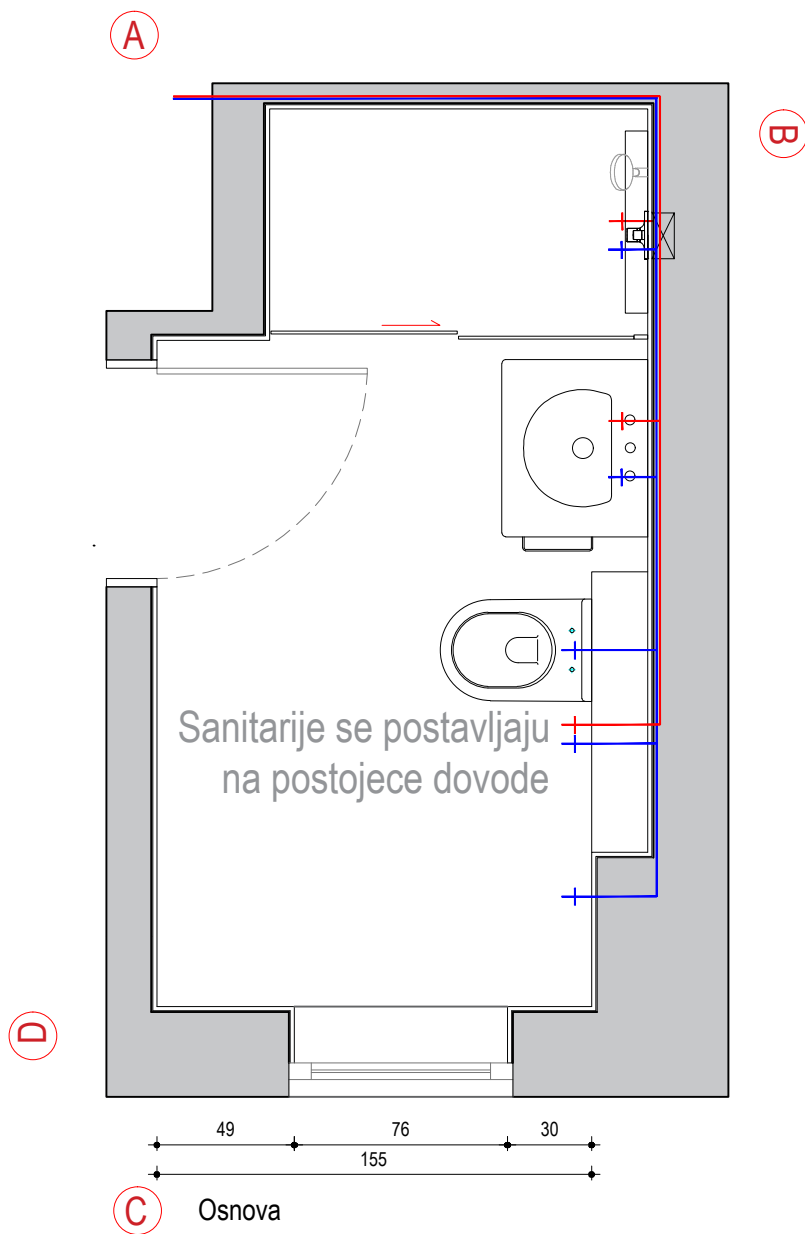 A
B
Sanitarije se postavljaju
na postojece dovode
D
49 76 30
155
C Osnova